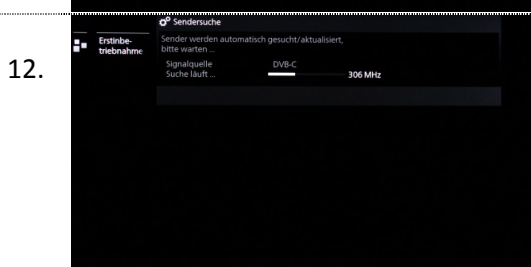 12.
Sendersuche
Erstinbe-
triebnahme
Sender werden automatisch gesucht/aktualisiert,
bitte warten ...
Signalquelle DVB-C
Suche läuft ... 306 MHz